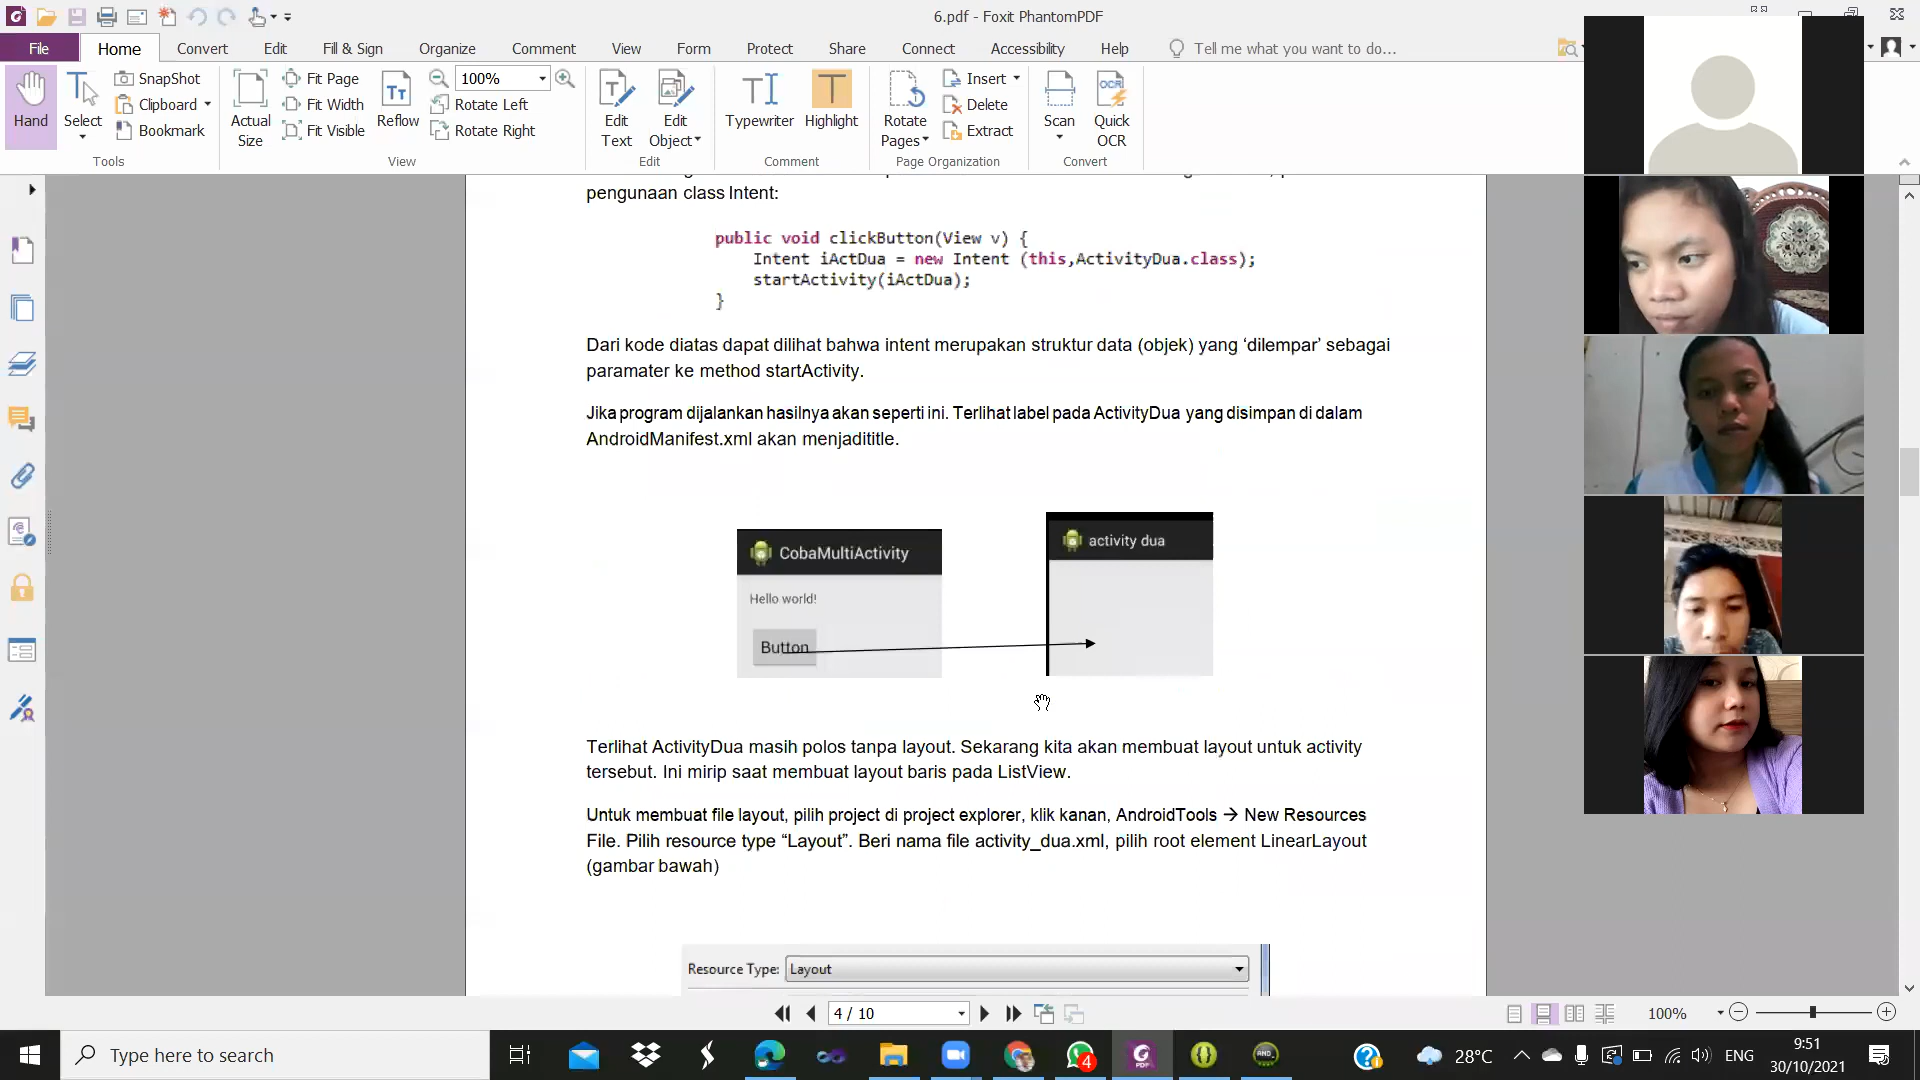 6.pdf - Foxit PhantomPDF
File Home Convert Edit Fill & Sign Organize Comment View Form Protect Share Connect Accessibility Help Tell me what you want to do...
Hand
Select
SnapShot
Clipboard
Bookmark
Tools
Actual Size
Fit Page
Fit Width
Fit Visible
Reflow
100%
Rotate Left
Rotate Right
View
Edit Text
Edit Object
Edit
Typewriter
Highlight
Comment
Rotate Pages
Insert
Delete
Extract
Page Organization
Scan
Quick OCR
Convert
pengunaan class Intent:
public void clickButton(View v) {
Intent iActDua = new Intent (this,ActivityDua.class);
startActivity(iActDua);
}
Dari kode diatas dapat dilihat bahwa intent merupakan struktur data (objek) yang ‘dilempar’ sebagai
paramater ke method startActivity.
Jika program dijalankan hasilnya akan seperti ini. Terlihat label pada ActivityDua yang disimpan di dalam
AndroidManifest.xml akan menjadititle.
CobaMultiActivity
Hello world!
Button
activity dua
Terlihat ActivityDua masih polos tanpa layout. Sekarang kita akan membuat layout untuk activity
tersebut. Ini mirip saat membuat layout baris pada ListView.
Untuk membuat file layout, pilih project di project explorer, klik kanan, AndroidTools → New Resources
File. Pilih resource type “Layout”. Beri nama file activity_dua.xml, pilih root element LinearLayout
(gambar bawah)
Resource Type: Layout
4 / 10
100%
Type here to search
4
28°C
ENG
9:51
30/10/2021